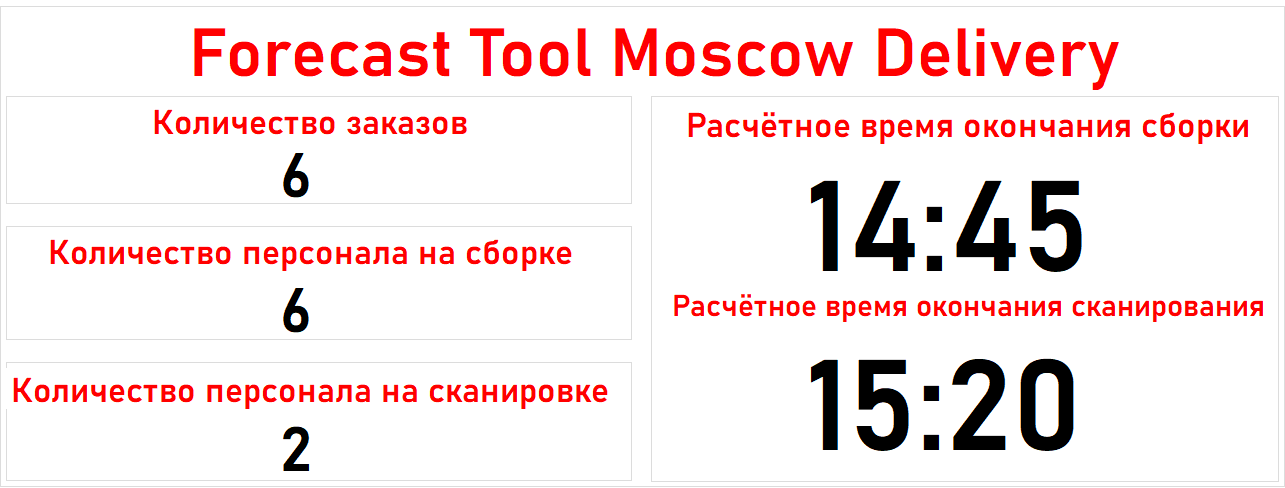 Forecast Tool Moscow Delivery
Количество заказов
6
Количество персонала на сборке
6
Количество персонала на сканировке
2
Расчётное время окончания сборки
14:45
Расчётное время окончания сканирования
15:20